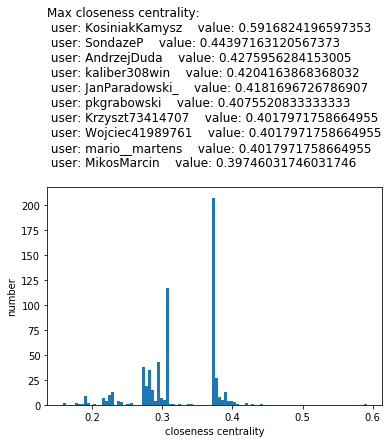 Max closeness centrality:
user: KosiniakKamysz value: 0.5916824196597353
user: SondazeP value: 0.44397163120567373
user: AndrzejDuda value: 0.4275956284153005
user: kaliber308win value: 0.4204163868368032
user: JanParadowski_ value: 0.4181696726786907
user: pkgrabowski value: 0.4075520833333333
user: Krzyszt73414707 value: 0.4017971758664955
user: Wojciec41989761 value: 0.4017971758664955
user: mario__martens value: 0.4017971758664955
user: MikosMarcin value: 0.39746031746031746
200
175
150
125
100
75
50
25
0
number
0.2 0.3 0.4 0.5 0.6
closeness centrality